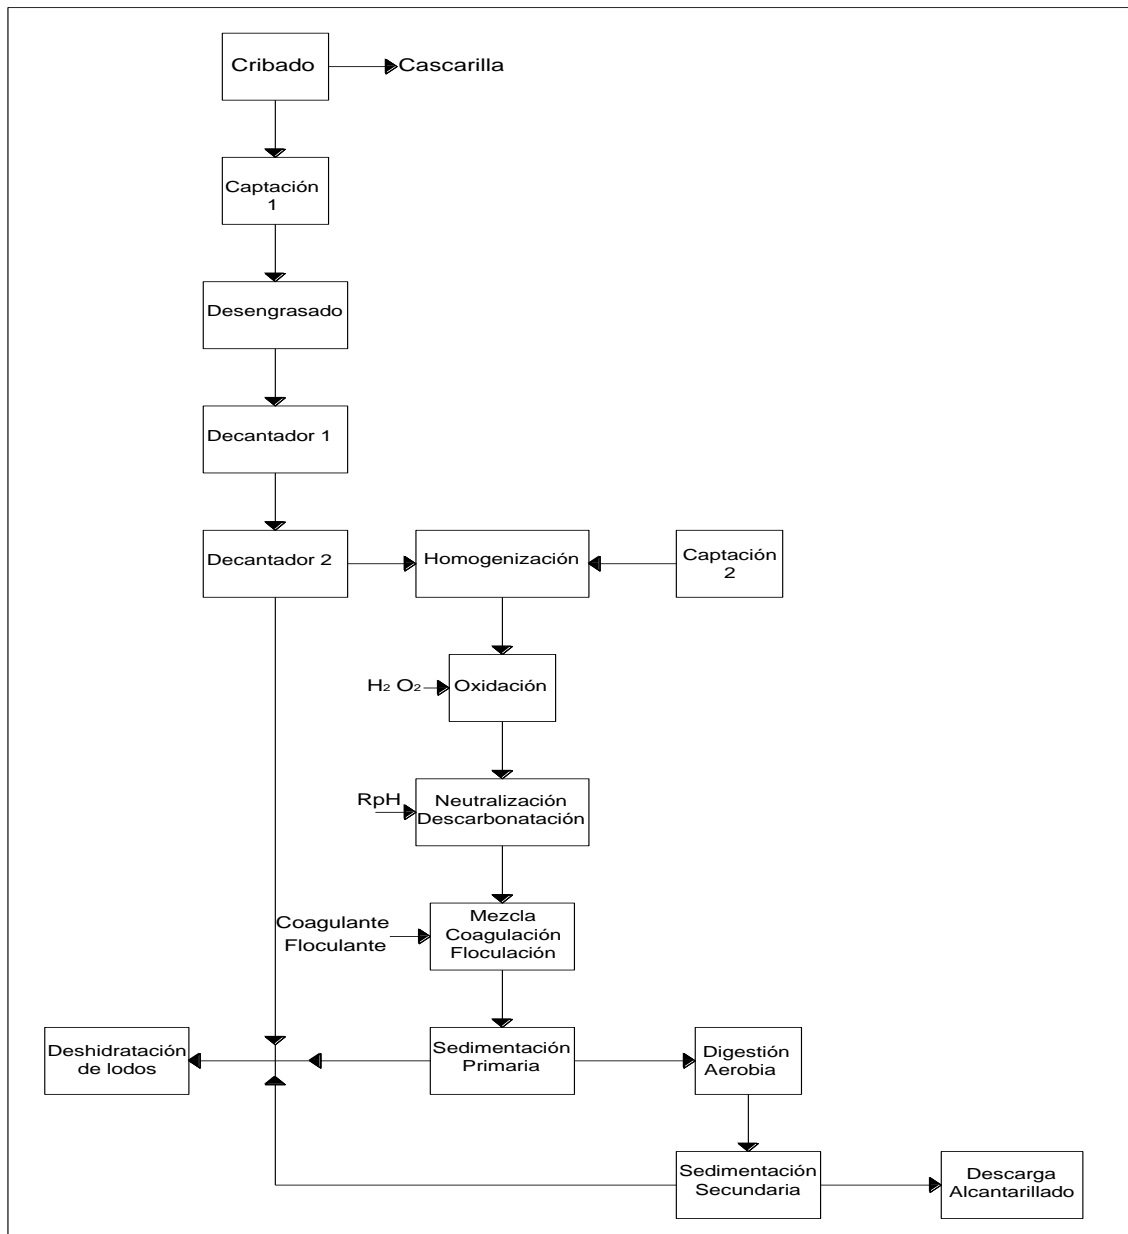 Cribado
Cascarilla
Captación
1
Desengrasado
Decantador 1
Decantador 2
Homogenización
Captación
2
H₂ O₂
Oxidación
RpH
Neutralización
Descarbonatación
Coagulante
Floculante
Mezcla
Coagulación
Floculación
Deshidratación
de lodos
Sedimentación
Primaria
Digestión
Aerobia
Sedimentación
Secundaria
Descarga
Alcantarillado